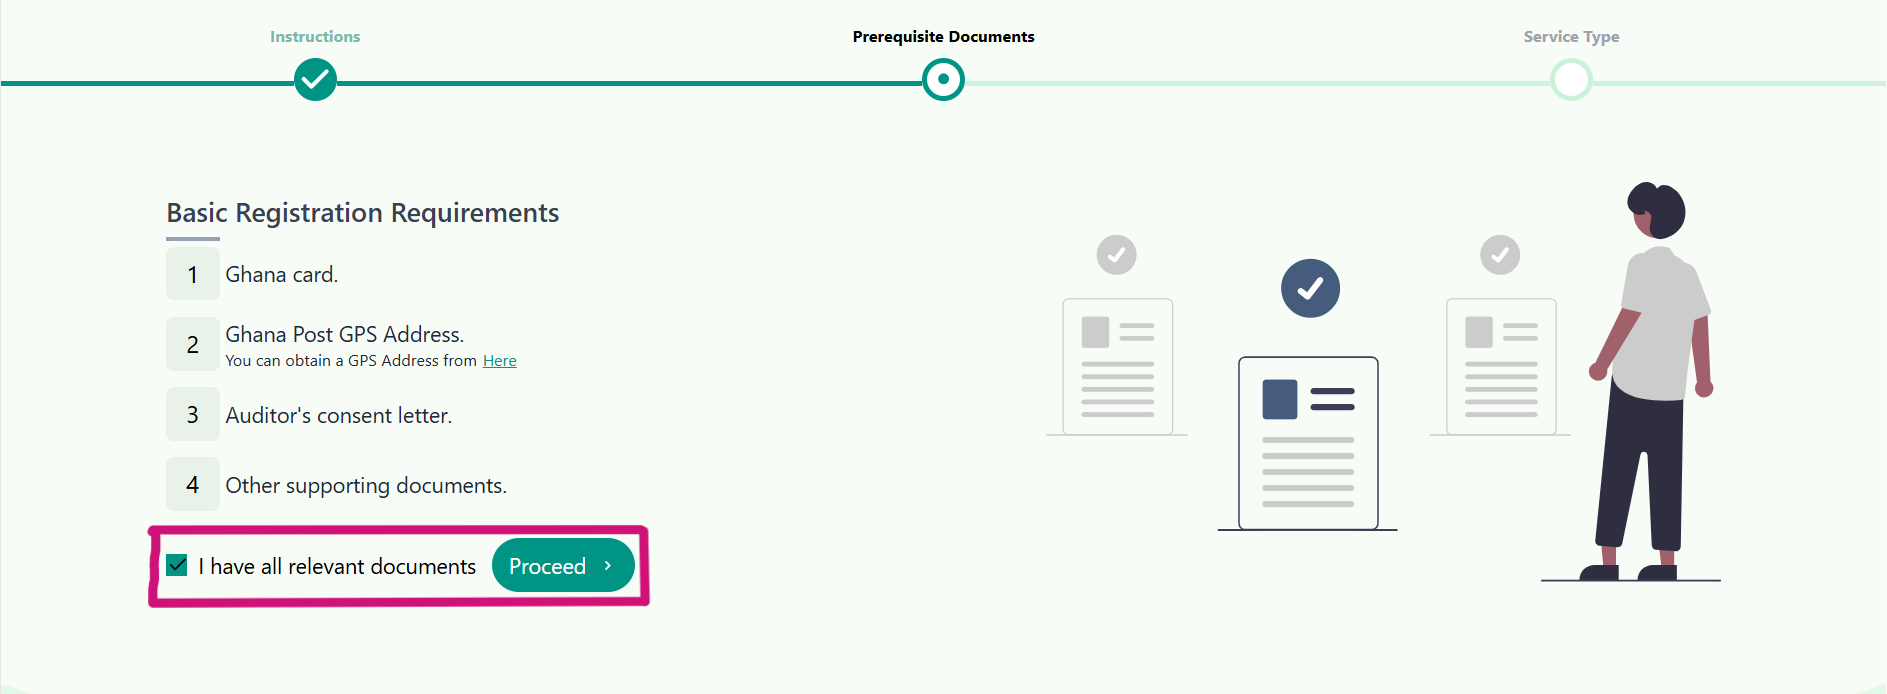 Instructions
Prerequisite Documents
Service Type
Basic Registration Requirements
1 Ghana card.
2 Ghana Post GPS Address.
You can obtain a GPS Address from Here
3 Auditor's consent letter.
4 Other supporting documents.
I have all relevant documents Proceed ›